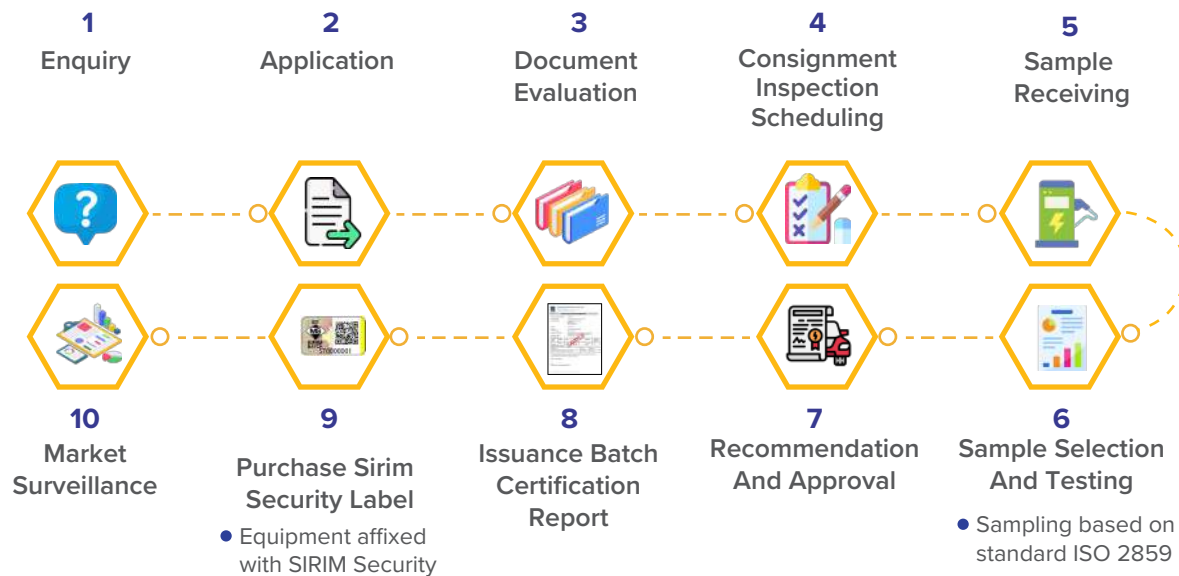 1
Enquiry
2
Application
3
Document
Evaluation
4
Consignment
Inspection
Scheduling
5
Sample
Receiving
?
ST0000001
10
Market
Surveillance
9
Purchase Sirim
Security Label
● Equipment affixed
with SIRIM Security
8
Issuance Batch
Certification
Report
7
Recommendation
And Approval
6
Sample Selection
And Testing
● Sampling based on
standard ISO 2859